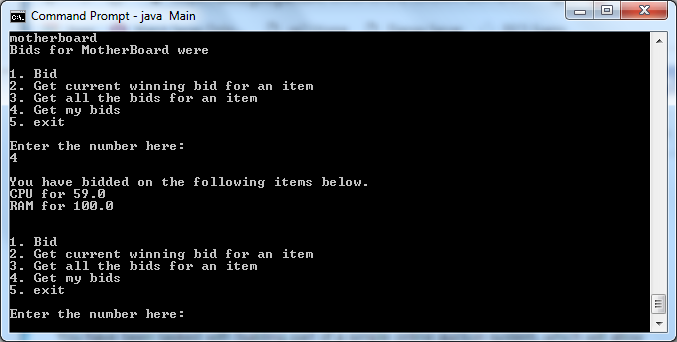 Command Prompt - java Main
motherboard
Bids for MotherBoard were
1. Bid
2. Get current winning bid for an item
3. Get all the bids for an item
4. Get my bids
5. exit
Enter the number here:
4
You have bidded on the following items below.
CPU for 59.0
RAM for 100.0
1. Bid
2. Get current winning bid for an item
3. Get all the bids for an item
4. Get my bids
5. exit
Enter the number here: